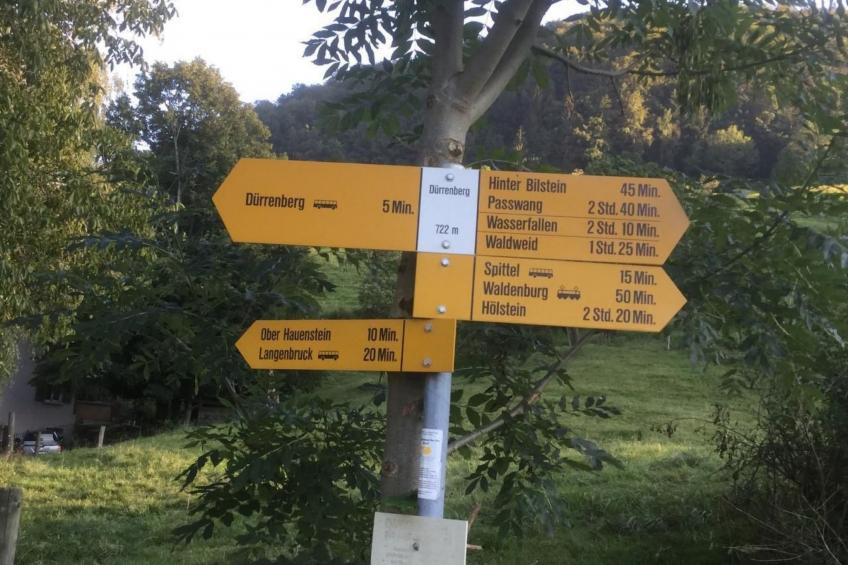 Dürrenberg 5 Min.
Dürrenberg
722 m
Hinter Bilstein 45 Min.
Passwang 2 Std. 40 Min.
Wasserfallen 2 Std. 10 Min.
Waldweid 1 Std. 25 Min.
Spittel 15 Min.
Waldenburg 50 Min.
Hölstein 2 Std. 20 Min.
Ober Hauenstein 10 Min.
Langenbruck 20 Min.